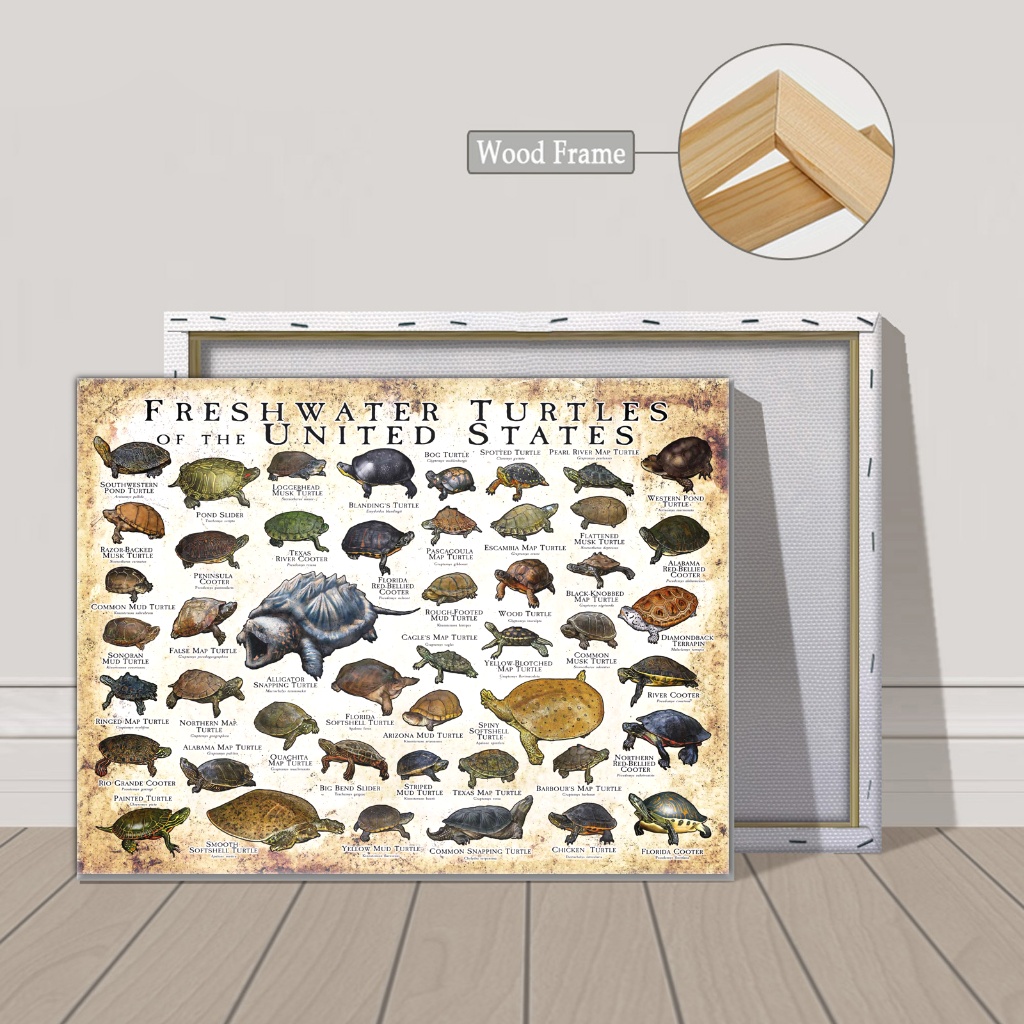 Wood Frame
FRESHWATER TURTLES
OF THE UNITED STATES
BOG TURTLE
SPOTTED TURTLE
PEARL RIVER MAP TURTLE
SOUTHWESTERN
POND TURTLE
POND SLIDER
LOGGERHEAD
MUSK TURTLE
BLANDING'S TURTLE
WESTERN POND
TURTLE
RAZOR-BACKED
MUSK TURTLE
PENINSULA
COOTER
TEXAS
RIVER COOTER
FLORIDA
RED-BELLIED
COOTER
PASCAGOULA
MAP TURTLE
ESCAMBIA MAP TURTLE
FLATTENED
MUSK TURTLE
ALABAMA
RED-BELLIED
COOTER
COMMON MUD TURTLE
FALSE MAP TURTLE
ROUGH-FOOTED
MUD TURTLE
WOOD TURTLE
BLACK-KNOBBED
MAP TURTLE
DIAMONDBACK
TERRAPIN
SONORAN
MUD TURTLE
ALLIGATOR
SNAPPING TURTLE
CAGLE'S MAP TURTLE
YELLOW-BLOTCHED
MAP TURTLE
COMMON
MUSK TURTLE
RIVER COOTER
RINGED MAP TURTLE
NORTHERN MAP
TURTLE
FLORIDA
SOFTSHELL TURTLE
ARIZONA MUD TURTLE
SPINY
SOFTSHELL
TURTLE
NORTHERN
RED-BELLIED
COOTER
ALABAMA MAP TURTLE
OUACHITA
MAP TURTLE
RIO GRANDE COOTER
BIG BEND SLIDER
STRIPED
MUD TURTLE
TEXAS MAP TURTLE
BARBOUR'S MAP TURTLE
PAINTED TURTLE
SMOOTH
SOFTSHELL TURTLE
YELLOW MUD TURTLE
COMMON SNAPPING TURTLE
CHICKEN TURTLE
FLORIDA COOTER